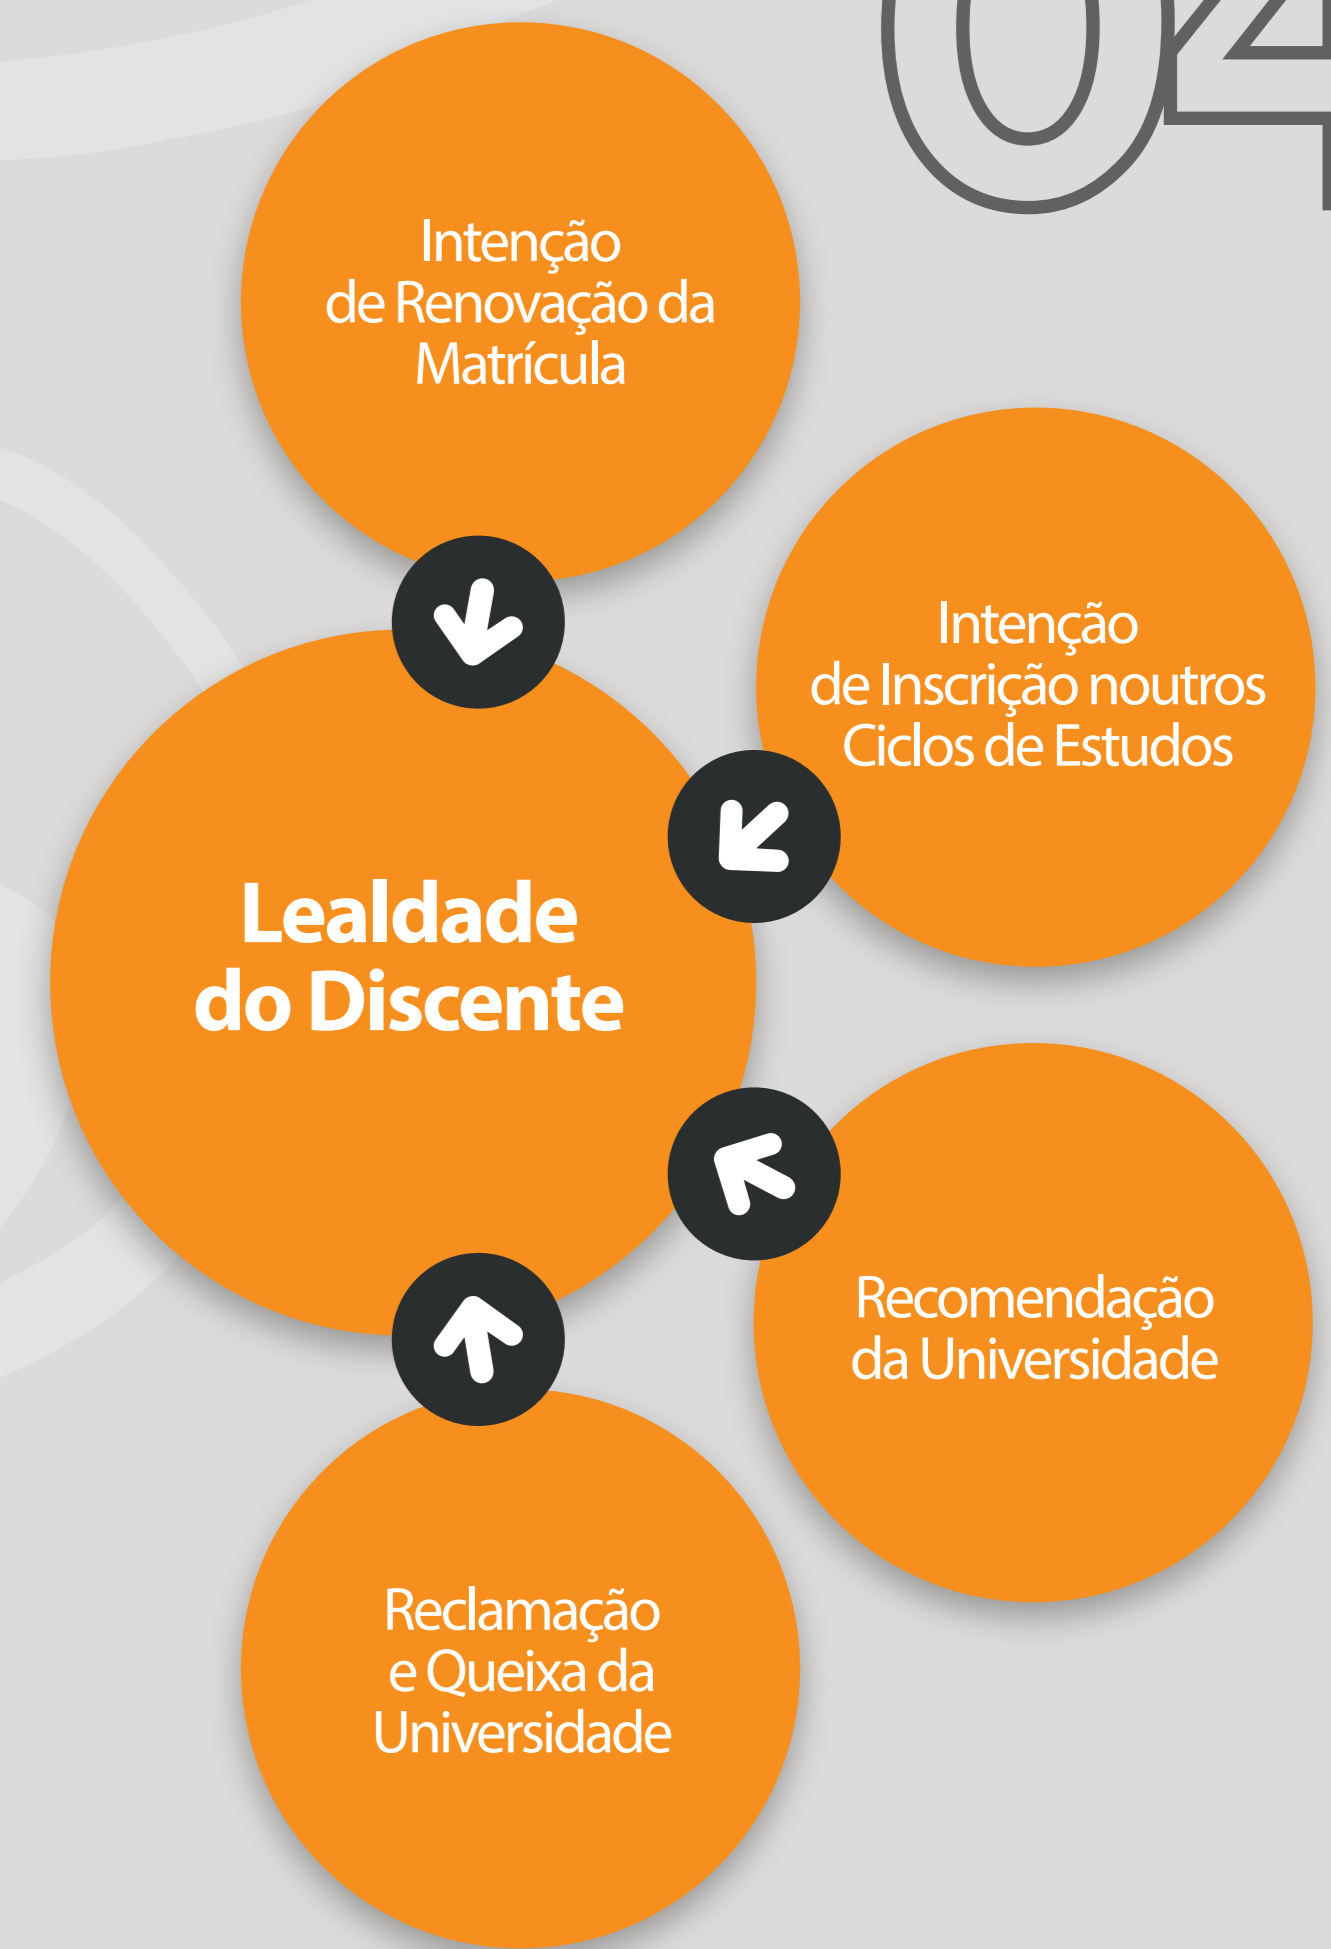 04
Intenção
de Renovação da
Matrícula
Intenção
de Inscrição noutros
Ciclos de Estudos
Lealdade
do Discente
Recomendação
da Universidade
Reclamação
e Queixa da
Universidade